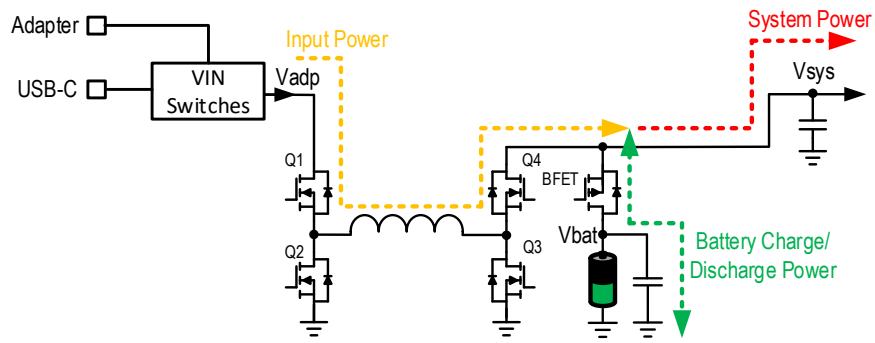 Adapter
USB-C
VIN
Switches
Vadp
Input Power
System Power
Vsys
Q1
Q4
BFET
Q2
Q3
Vbat
Battery Charge/
Discharge Power